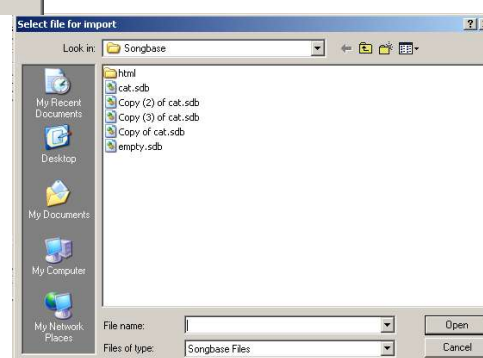 Select file for import
Look in: Songbase
html
cat.sdb
Copy (2) of cat.sdb
Copy (3) of cat.sdb
Copy of cat.sdb
empty.sdb
My Recent
Documents
Desktop
My Documents
My Computer
My Network
Places
File name:
Open
Files of type: Songbase Files
Cancel